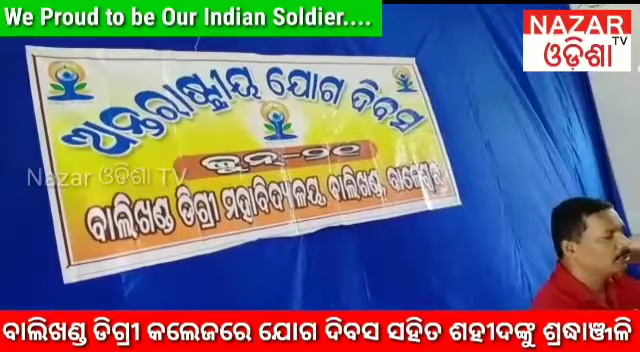 We Proud to be Our Indian Soldier....
NAZAR
TV
ଓଡ଼ିଶା
ଅନ୍ତରାଷ୍ଟ୍ରୀୟ ଯୋଗ ଦିବସ
ଜୁନ-୨୧
ବାଲିଖଣ୍ଡ ଡିଗ୍ରୀ ମହାବିଦ୍ୟାଳୟ, ବାଲିଖଣ୍ଡ, ବାଲେଶ୍ୱର
Nazar ଓଡିଶା TV
ବାଲିଖଣ୍ଡ ଡିଗ୍ରୀ କଲେଜରେ ଯୋଗ ଦିବସ ସହିତ ଶହୀଦଙ୍କୁ ଶ୍ରଦ୍ଧାଞ୍ଜଳି